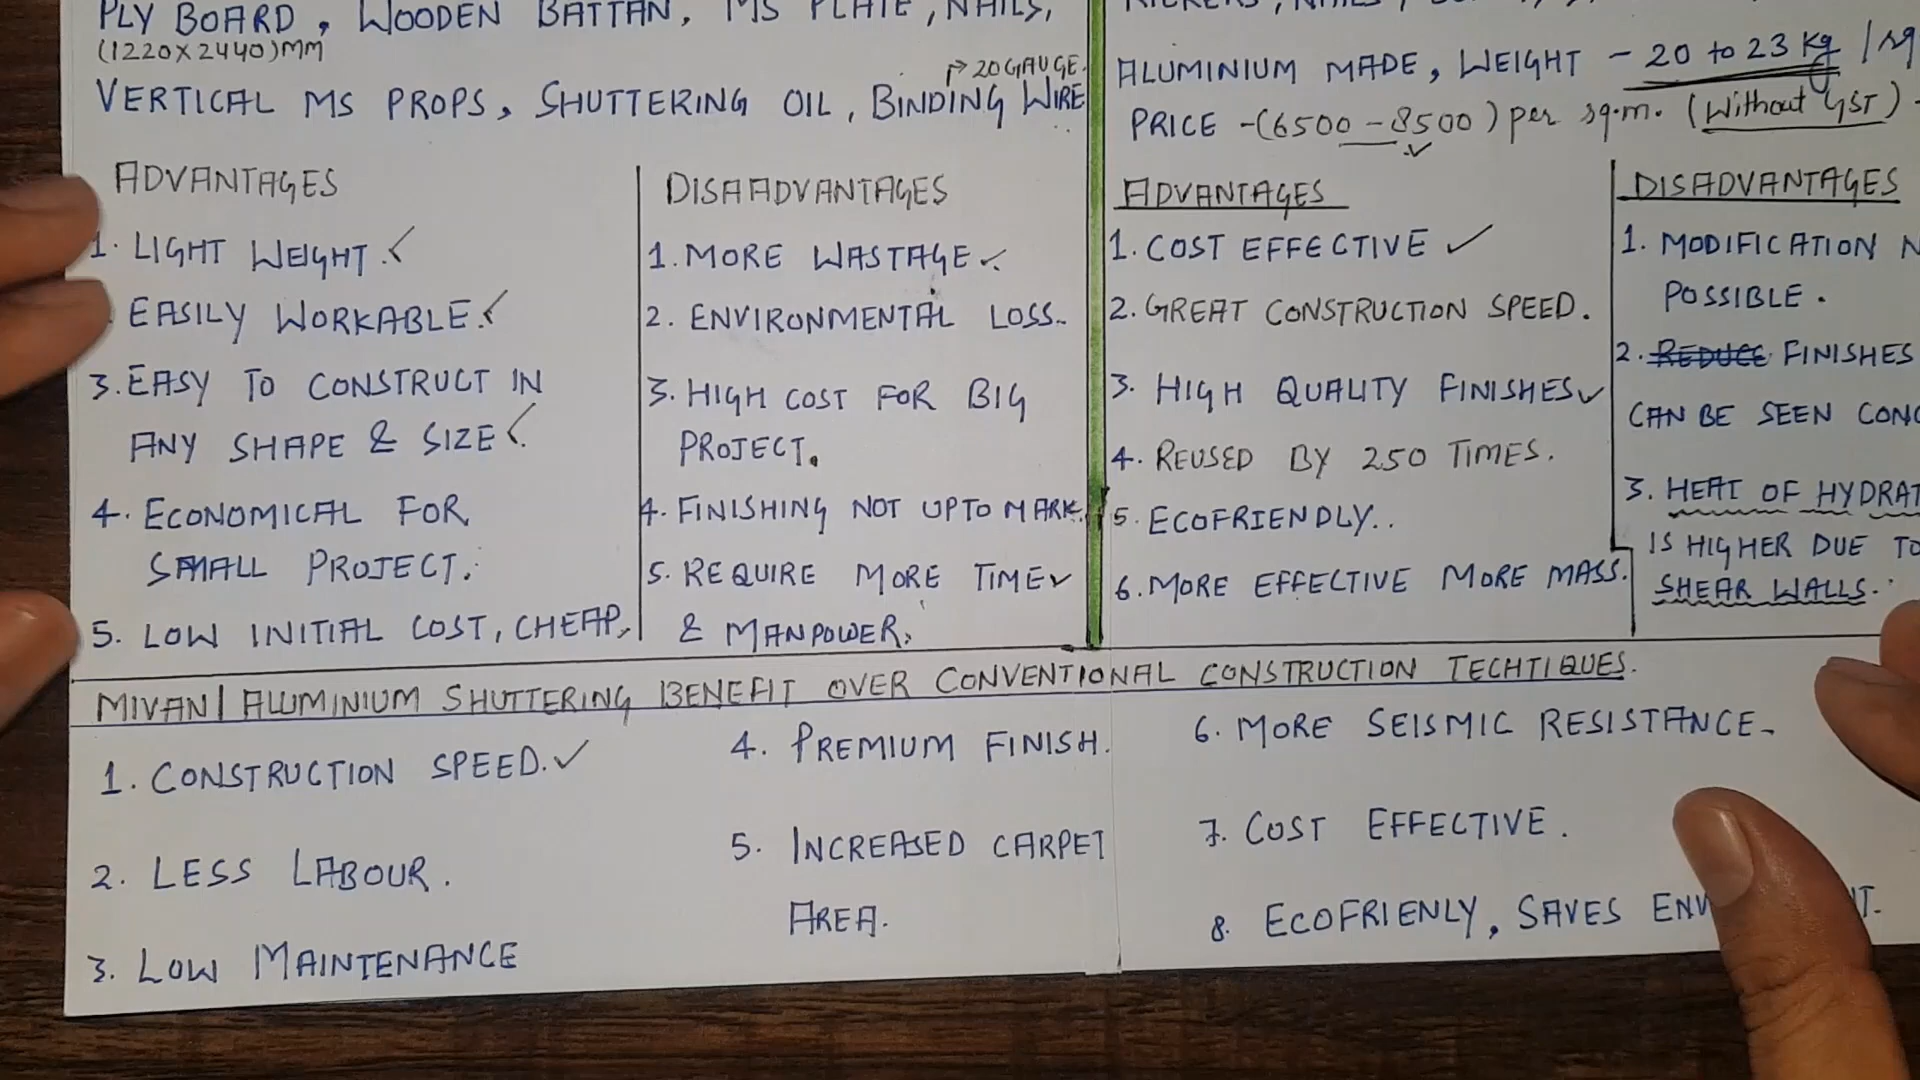 PLY BOARD, WOODEN BATTAN, MS PLATE, NAILS,
(1220X2440)MM
20 GAUGE.
VERTICAL MS PROPS, SHUTTERING OIL, BINDING WIRE
ADVANTAGES
1. LIGHT WEIGHT.
EASILY WORKABLE.
3. EASY TO CONSTRUCT IN
ANY SHAPE & SIZE
4. ECONOMICAL FOR
SMALL PROJECT.
5. LOW INITIAL COST, CHEAP,
DISAADVANTAGES
1. MORE WASTAGE
2. ENVIRONMENTAL LOSS.
3. HIGH COST FOR BIG
PROJECT.
4. FINISHING NOT UPTO MARK.
5. REQUIRE MORE TIME
& MANPOWER.
ALUMINIUM MADE, WEIGHT - 20 to 23 Kg /
PRICE -(6500-8500) per sq.m. (Without GST)
ADVANTAGES
1. COST EFFECTIVE
2. GREAT CONSTRUCTION SPEED.
3. HIGH QUALITY FINISHES
4. REUSED BY 250 TIMES.
5. ECOFRIENDLY..
6. MORE EFFECTIVE MORE MASS.
DISADVANTAGES
1. MODIFICATION
POSSIBLE.
2. REDUCE FINISHES
CAN BE SEEN
3. HEAT OF
IS HIGHER DUE TO
SHEAR WALLS.
MIVAN/ALUMINIUM SHUTTERING BENEFIT OVER CONVENTIONAL CONSTRUCTION TECHTIQUES.
1. CONSTRUCTION SPEED.
2. LESS LABOUR.
3. LOW MAINTENANCE
4. PREMIUM FINISH.
5. INCREASED CARPET
AREA.
6. MORE SEISMIC RESISTANCE.
7. COST EFFECTIVE.
8. ECOFRIENLY, SAVES